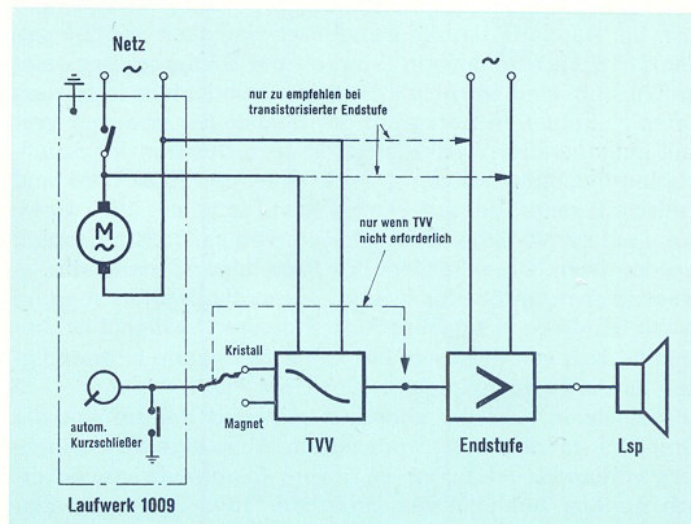 Netz
~
~
nur zu empfehlen bei
transistorisierter Endstufe
M
~
nur wenn TVV
nicht erforderlich
Kristall
autom.
Kurzschließer
Magnet
TVV
Endstufe
Lsp
Laufwerk 1009